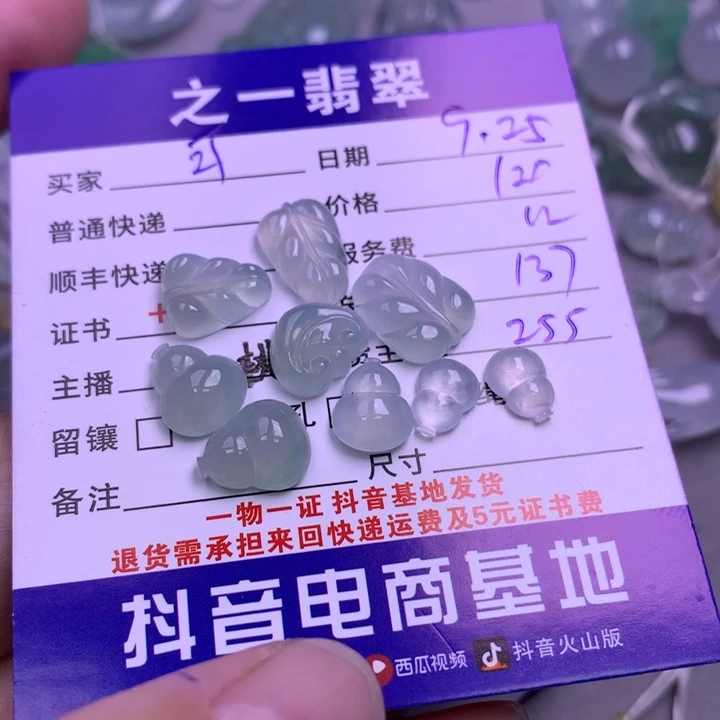 之一翡翠
买家 日期 9.25
普通快递 价格 128
顺丰快递 服务费 12
137
证书 255
主播
留镶 孔
备注 尺寸
一物一证 抖音基地发货
退货需承担来回快递运费及5元证书费
抖音电商基地
西瓜视频 抖音火山版